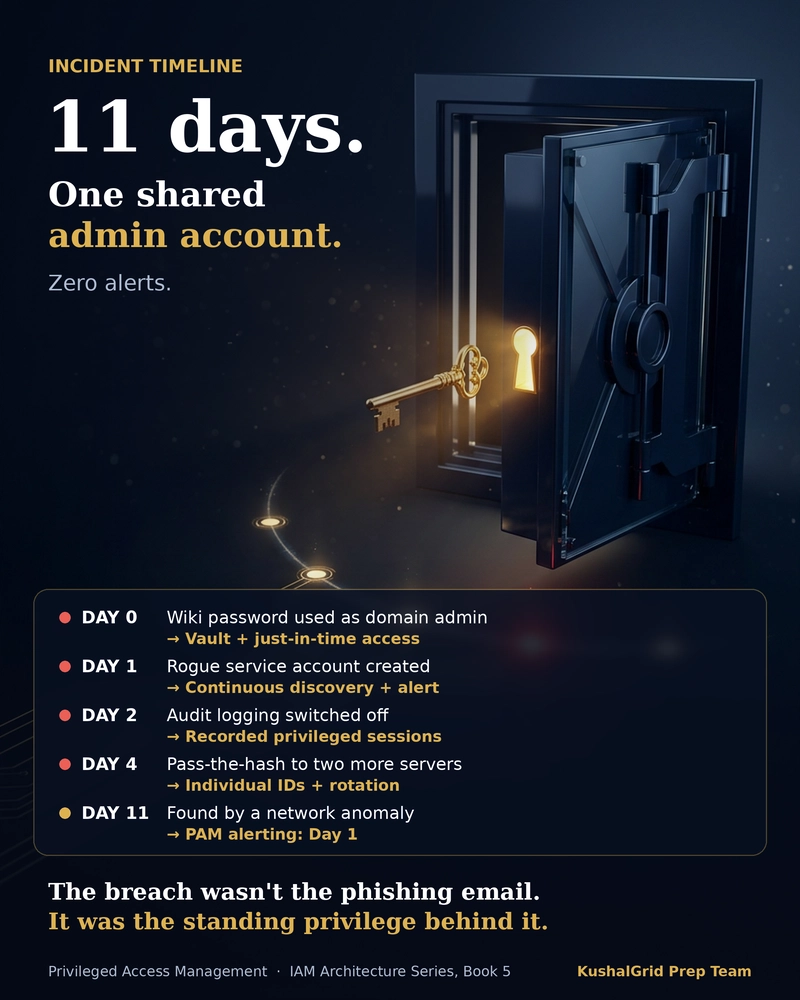 INCIDENT TIMELINE
11 days.
One shared
admin account.
Zero alerts.
DAY 0 Wiki password used as domain admin
→ Vault + just-in-time access
DAY 1 Rogue service account created
→ Continuous discovery + alert
DAY 2 Audit logging switched off
→ Recorded privileged sessions
DAY 4 Pass-the-hash to two more servers
→ Individual IDs + rotation
DAY 11 Found by a network anomaly
→ PAM alerting: Day 1
The breach wasn't the phishing email.
It was the standing privilege behind it.
Privileged Access Management · IAM Architecture Series, Book 5 KushalGrid Prep Team